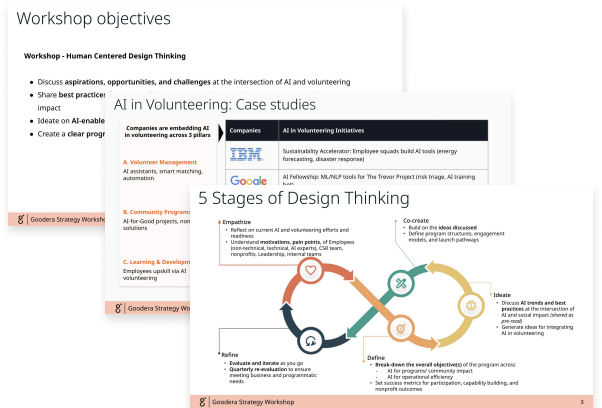 Workshop objectives
Workshop - Human Centered Design Thinking
● Discuss aspirations, opportunities, and challenges at the intersection of AI and volunteering
● Share best practices
impact
● Ideate on AI-enable
● Create a clear progr
Goodera Strategy Worksho
AI in Volunteering: Case studies
Companies are embedding AI
in volunteering across 3 pillars
A. Volunteer Management
AI assistants, smart matching,
automation
B. Community Programs
AI-for-Good projects, non
solutions
C. Learning & Developm
Employees upskill via AI
volunteering
Companies
AI in Volunteering Initiatives
IBM
Sustainability Accelerator: Employee squads build AI tools (energy
forecasting, disaster response)
Google
AI Fellowship: ML/NLP tools for The Trevor Project (risk triage, AI training
Goodera Strategy Wo
5 Stages of Design Thinking
Empathize
• Reflect on current AI and volunteering efforts and
readiness
• Understand motivations, pain points, of Employees
(non-technical, technical, AI experts), CSR team,
nonprofits, Leadership, internal teams
Co-create
• Build on the ideas discussed
• Define program structures, engagement
models, and launch pathways
Ideate
• Discuss AI trends and best
practices at the intersection of
AI and social impact (shared as
pre-read)
• Generate ideas for integrating
AI in volunteering
Refine
• Evaluate and iterate as you go
• Quarterly re-evaluation to ensure
meeting business and programmatic
needs
Define
• Break-down the overall objective(s) of the program across
- AI for programs/ community impact
- AI for operational efficiency
• Set success metrics for participation, capability building, and
nonprofit outcomes
Goodera Strategy Workshop
3